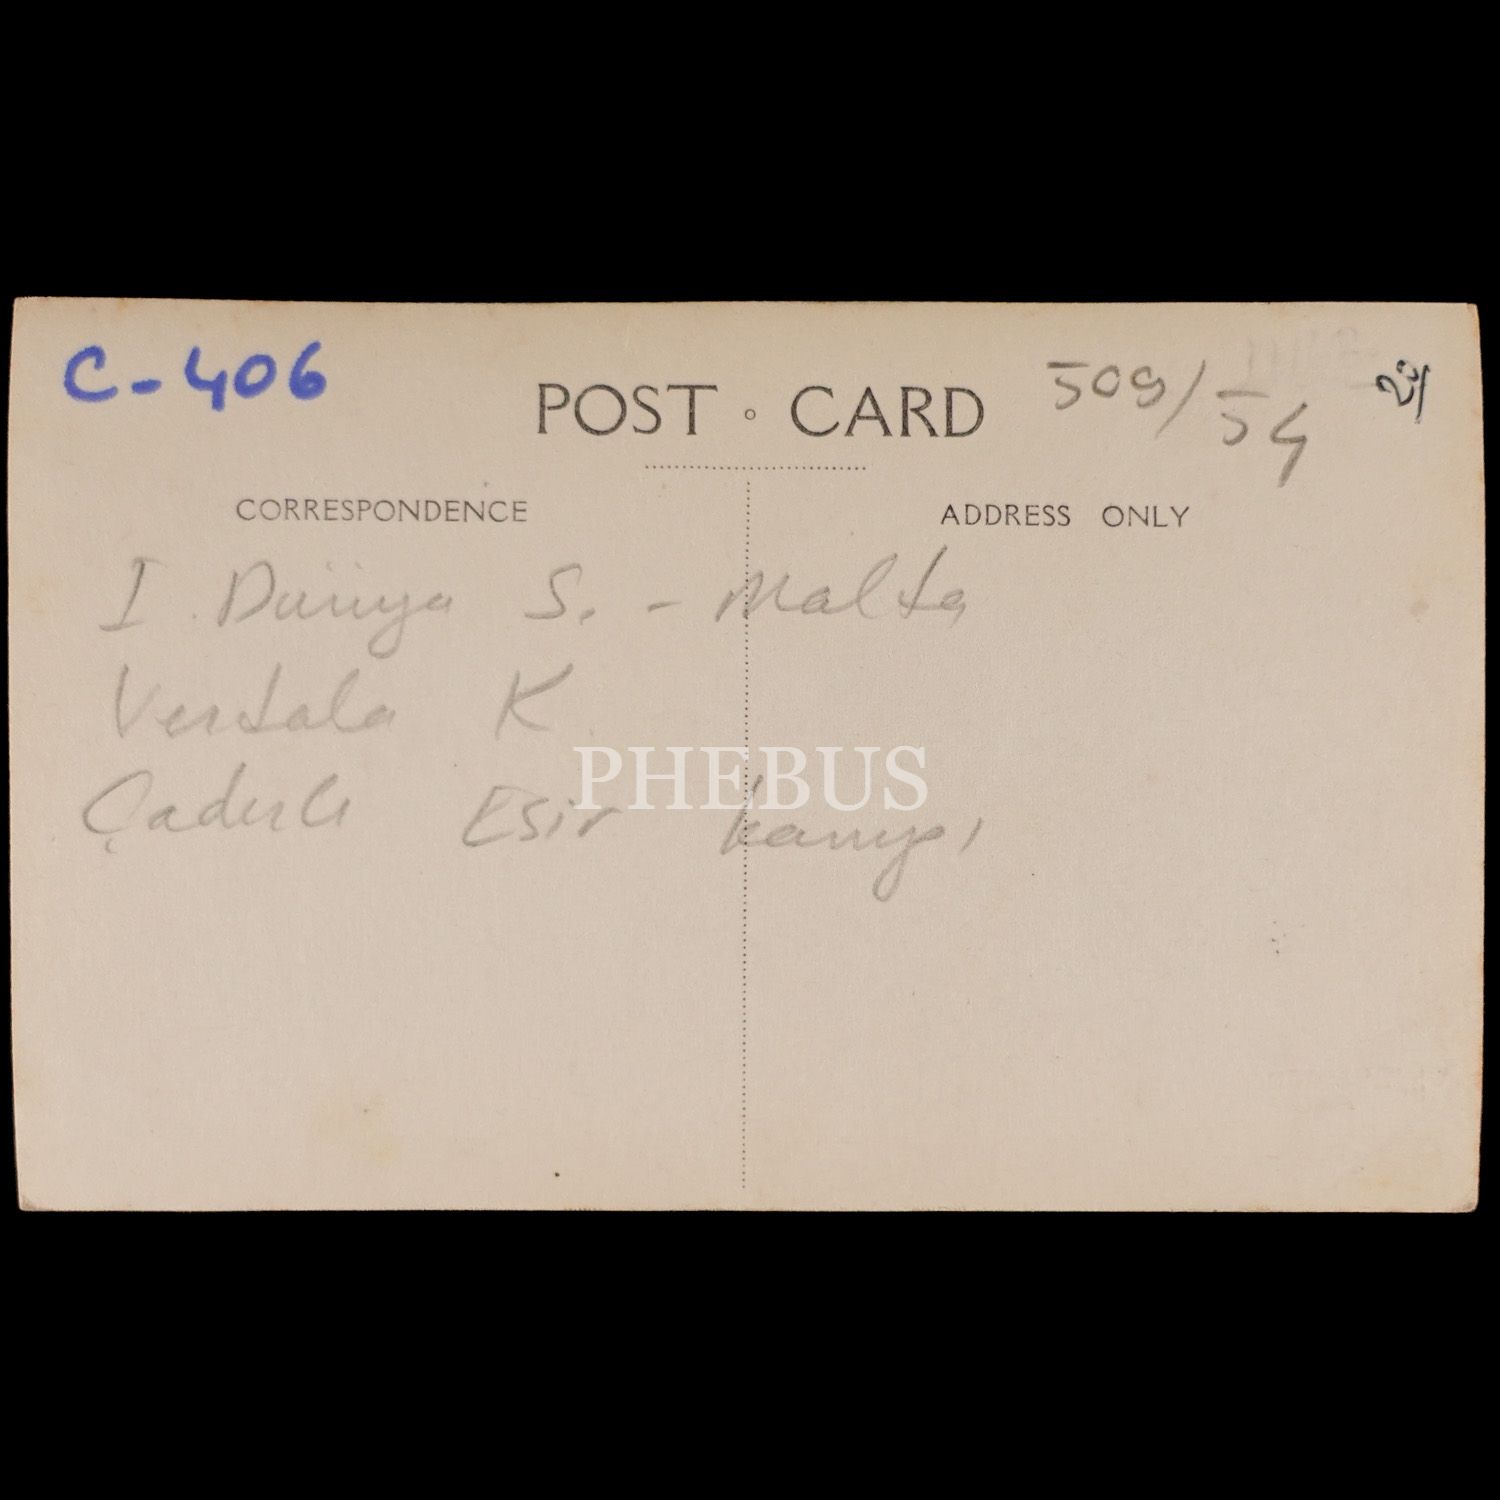 C-406
POST CARD
509/54
CORRESPONDENCE
ADDRESS ONLY
I Dünya S. - Malta
Verdala K.
Çadırlı Esir kampı
PHEBUS